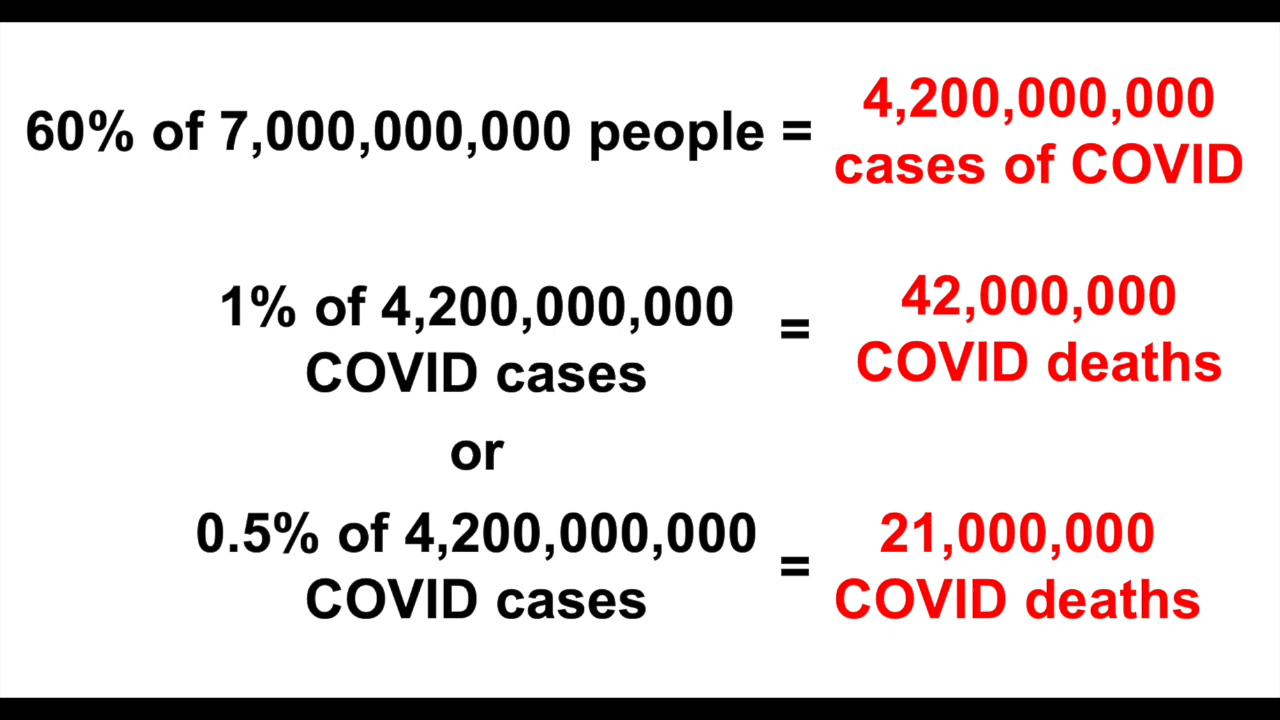 60% of 7,000,000,000 people =
4,200,000,000
cases of COVID
1% of 4,200,000,000
COVID cases
=
42,000,000
COVID deaths
or
0.5% of 4,200,000,000
COVID cases
=
21,000,000
COVID deaths